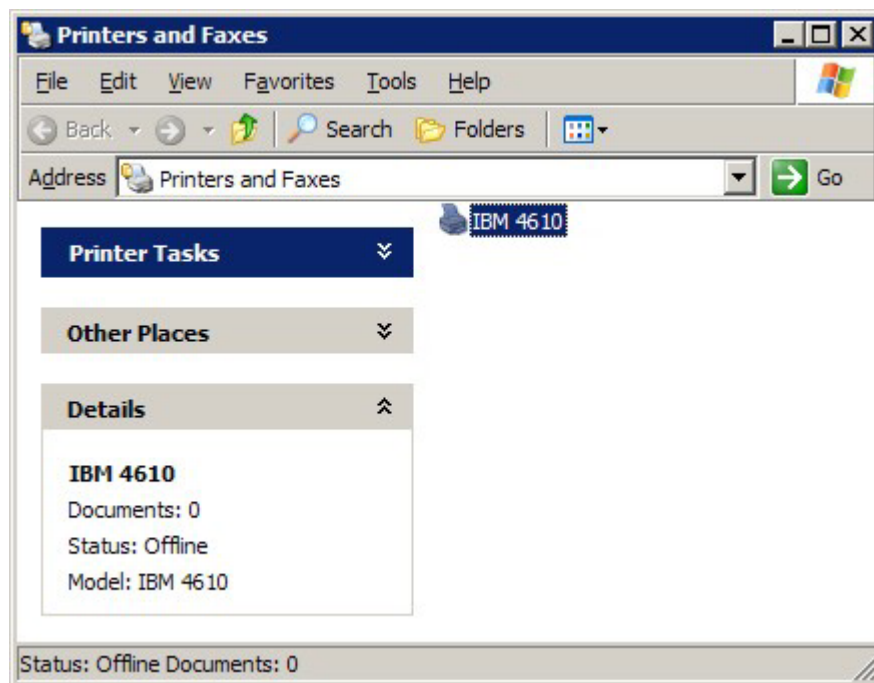 Printers and Faxes
File Edit View Favorites Tools Help
Back Search Folders
Address Printers and Faxes Go
Printer Tasks
IBM 4610
Other Places
Details
IBM 4610
Documents: 0
Status: Offline
Model: IBM 4610
Status: Offline Documents: 0